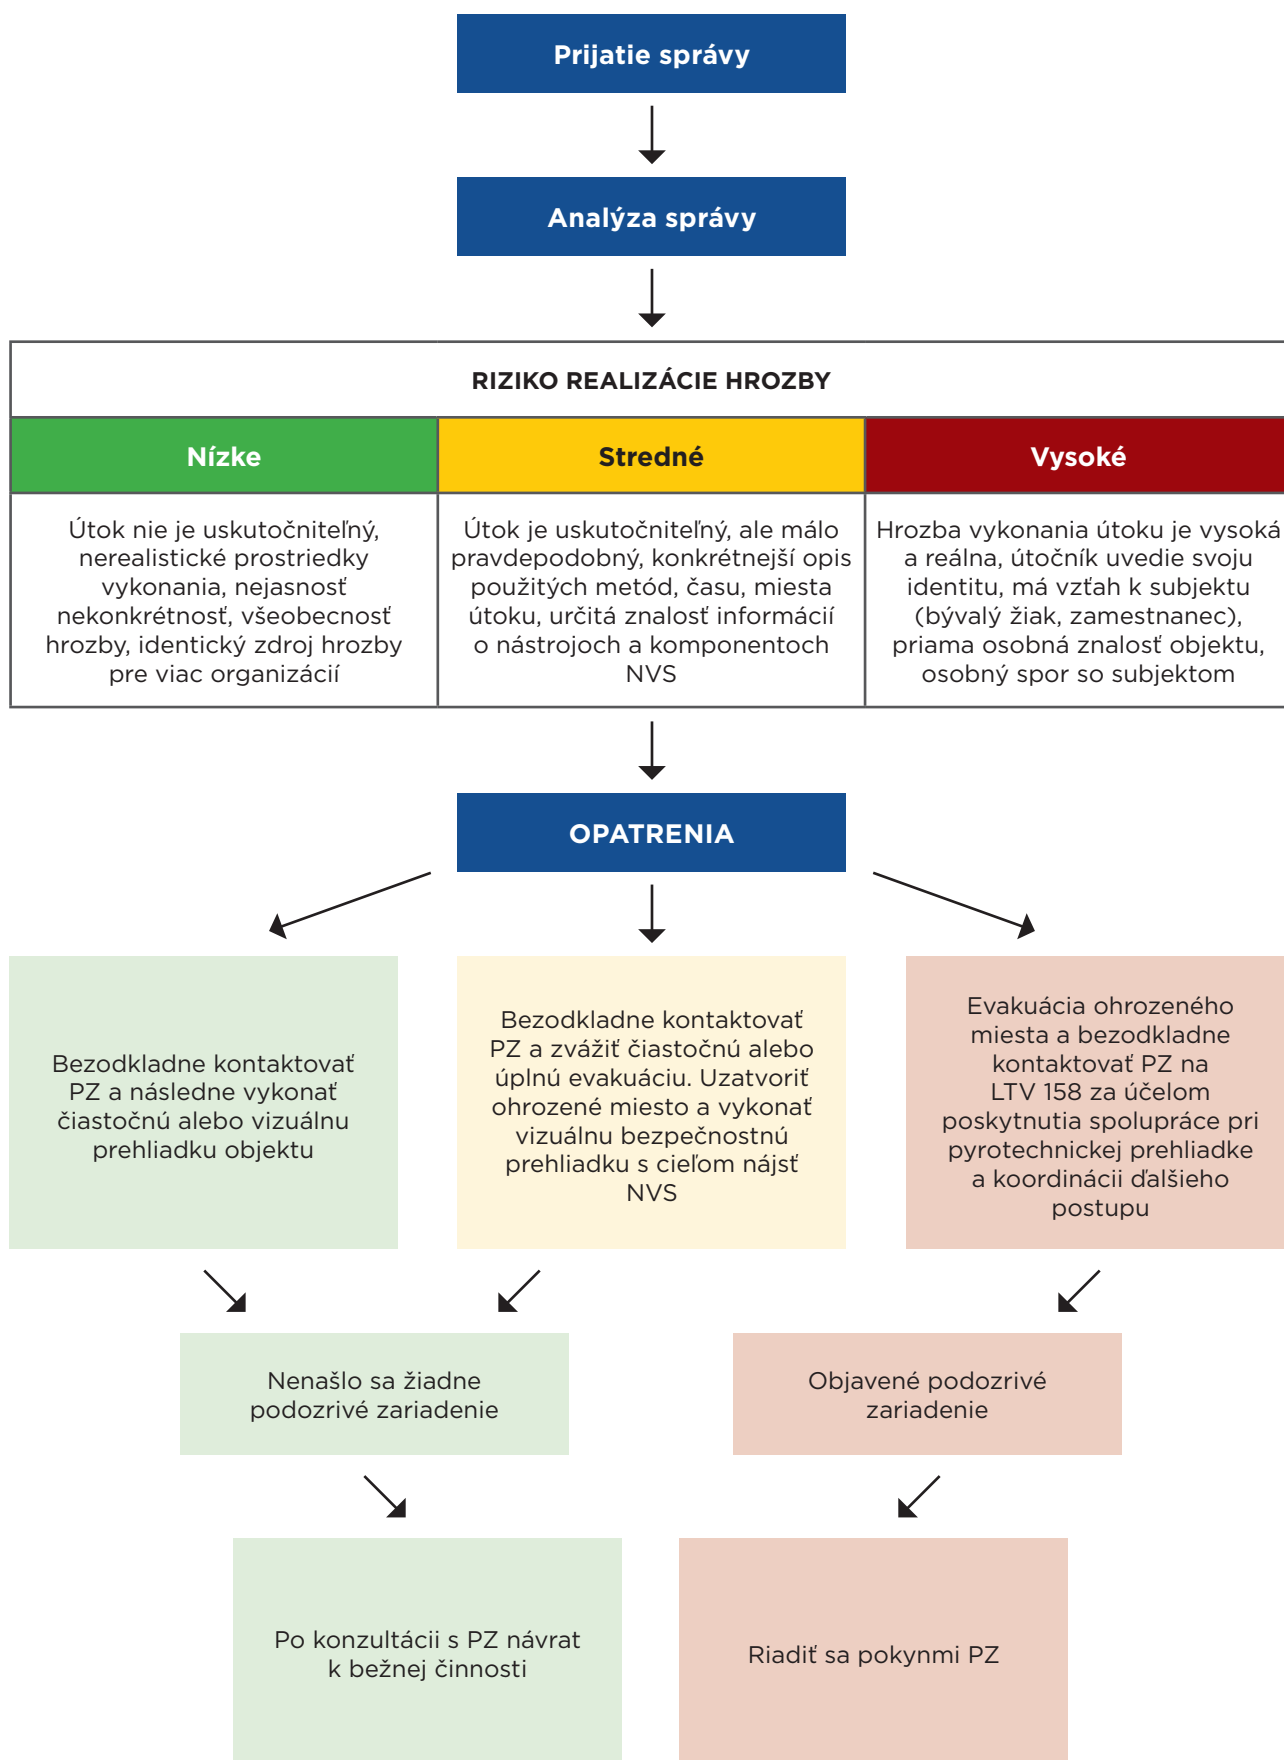 Prijatie správy
Analýza správy
RIZIKO REALIZÁCIE HROZBY
Nízke
Stredné
Vysoké
Útok nie je uskutočniteľný,
nerealistické prostriedky
vykonania, nejasnosť
nekonkrétnosť, všeobecnosť
hrozby, identický zdroj hrozby
pre viac organizácií
Útok je uskutočniteľný, ale málo
pravdepodobný, konkrétnejší opis
použitých metód, času, miesta
útoku, určitá znalosť informácií
o nástrojoch a komponentoch
NVS
Hrozba vykonania útoku je vysoká
a reálna, útočník uvedie svoju
identitu, má vzťah k subjektu
(bývalý žiak, zamestnanec),
priama osobná znalosť objektu,
osobný spor so subjektom
OPATRENIA
Bezodkladne kontaktovať
PZ a následne vykonať
čiastočnú alebo vizuálnu
prehliadku objektu
Bezodkladne kontaktovať
PZ a zvážiť čiastočnú alebo
úplnú evakuáciu. Uzatvoriť
ohrozené miesto a vykonať
vizuálnu bezpečnostnú
prehliadku s cieľom nájsť
NVS
Evakuácia ohrozeného
miesta a bezodkladne
kontaktovať PZ na
LTV 158 za účelom
poskytnutia spolupráce pri
pyrotechnickej prehliadke
a koordinácii ďalšieho
postupu
Nenašlo sa žiadne
podozrivé zariadenie
Objavené podozrivé
zariadenie
Po konzultácii s PZ návrat
k bežnej činnosti
Riadiť sa pokynmi PZ